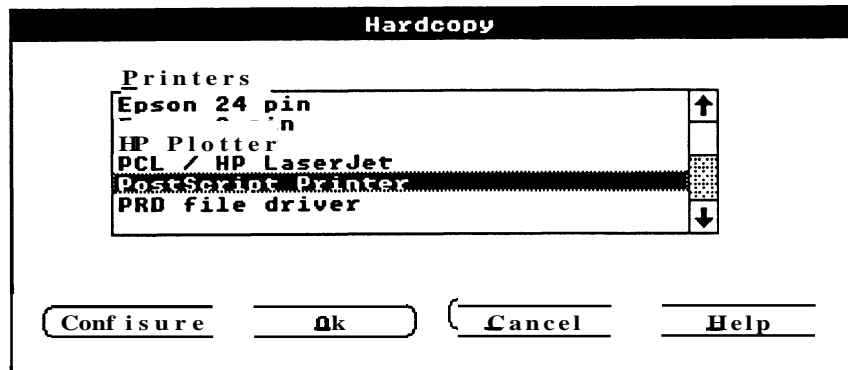 Hardcopy
Printers
Epson 24 pin
HP Plotter
PCL / HP LaserJet
PostScript Printer
PRD file driver
Confisure Ok Cancel Help